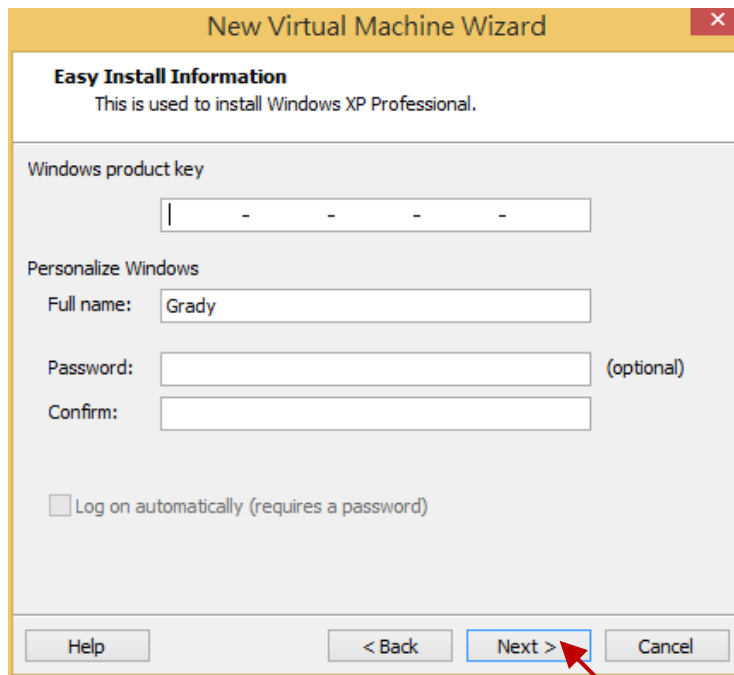 New Virtual Machine Wizard
Easy Install Information
This is used to install Windows XP Professional.
Windows product key
- - - -
Personalize Windows
Full name: Grady
Password: (optional)
Confirm:
Log on automatically (requires a password)
Help < Back Next > Cancel